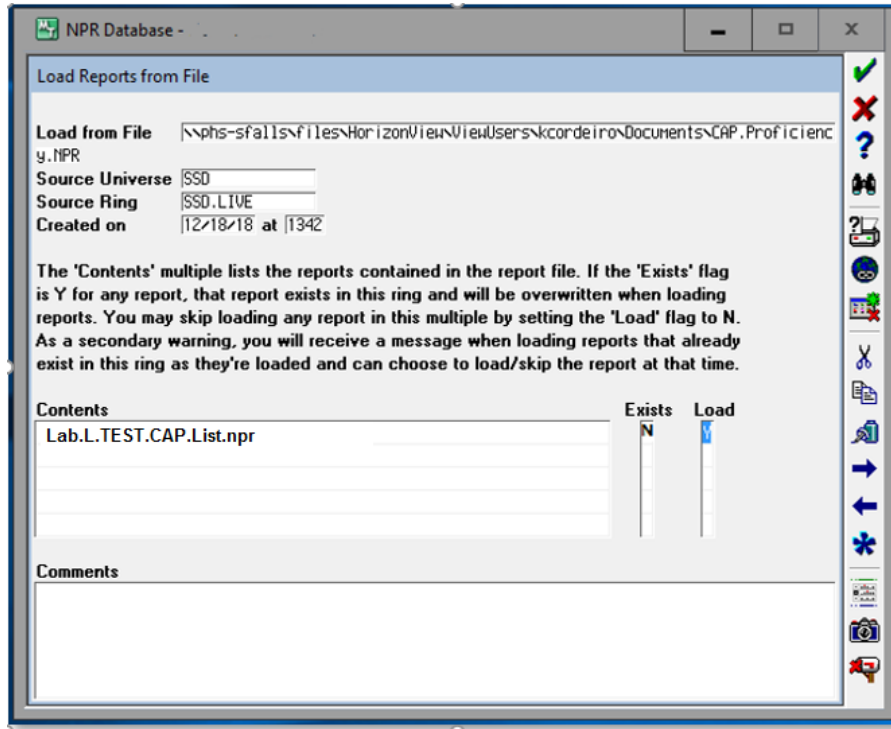 NPR Database -
Load Reports from File
Load from File \\phs-sfalls\files\HorizonView\ViewUsers\kcordeiro\Documents\CAP.Proficienc
y.NPR
Source Universe SSD
Source Ring SSD.LIVE
Created on 12/18/18 at 1342
The 'Contents' multiple lists the reports contained in the report file. If the 'Exists' flag
is Y for any report, that report exists in this ring and will be overwritten when loading
reports. You may skip loading any report in this multiple by setting the 'Load' flag to N.
As a secondary warning, you will receive a message when loading reports that already
exist in this ring as they're loaded and can choose to load/skip the report at that time.
Contents Exists Load
Lab.L.TEST.CAP.List.npr N Y
Comments